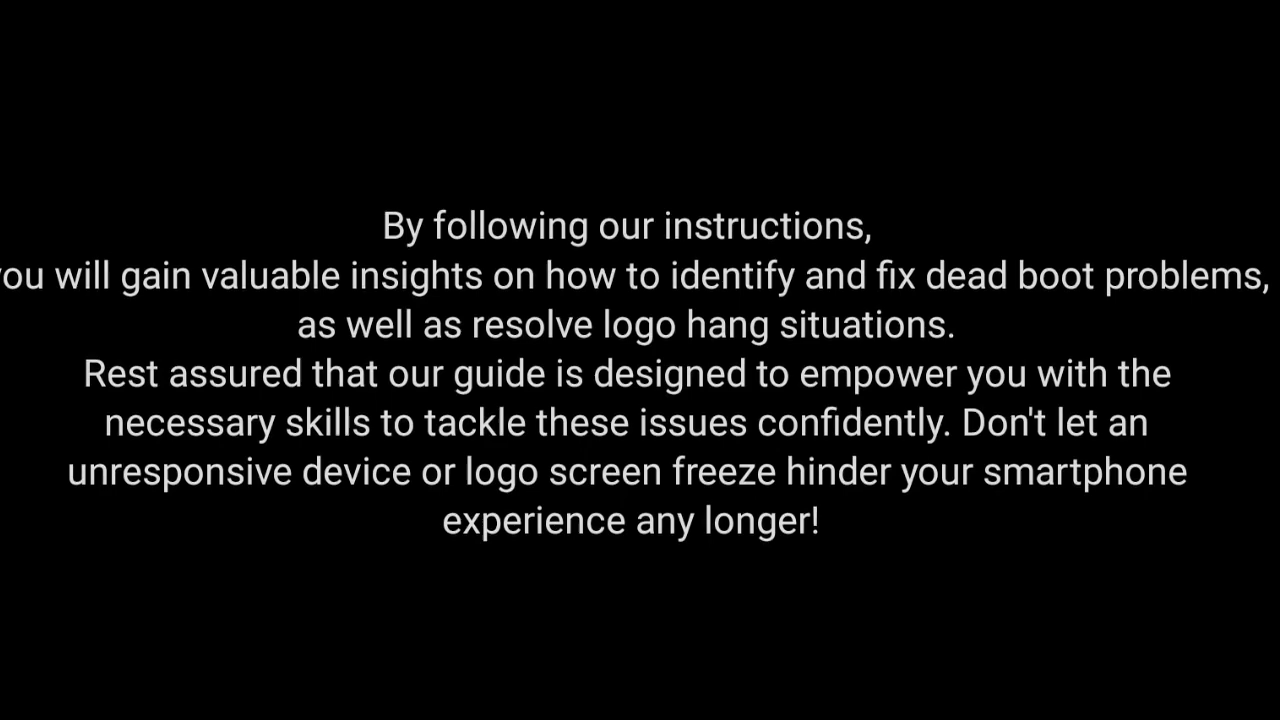 By following our instructions,
you will gain valuable insights on how to identify and fix dead boot problems,
as well as resolve logo hang situations.
Rest assured that our guide is designed to empower you with the
necessary skills to tackle these issues confidently. Don't let an
unresponsive device or logo screen freeze hinder your smartphone
experience any longer!